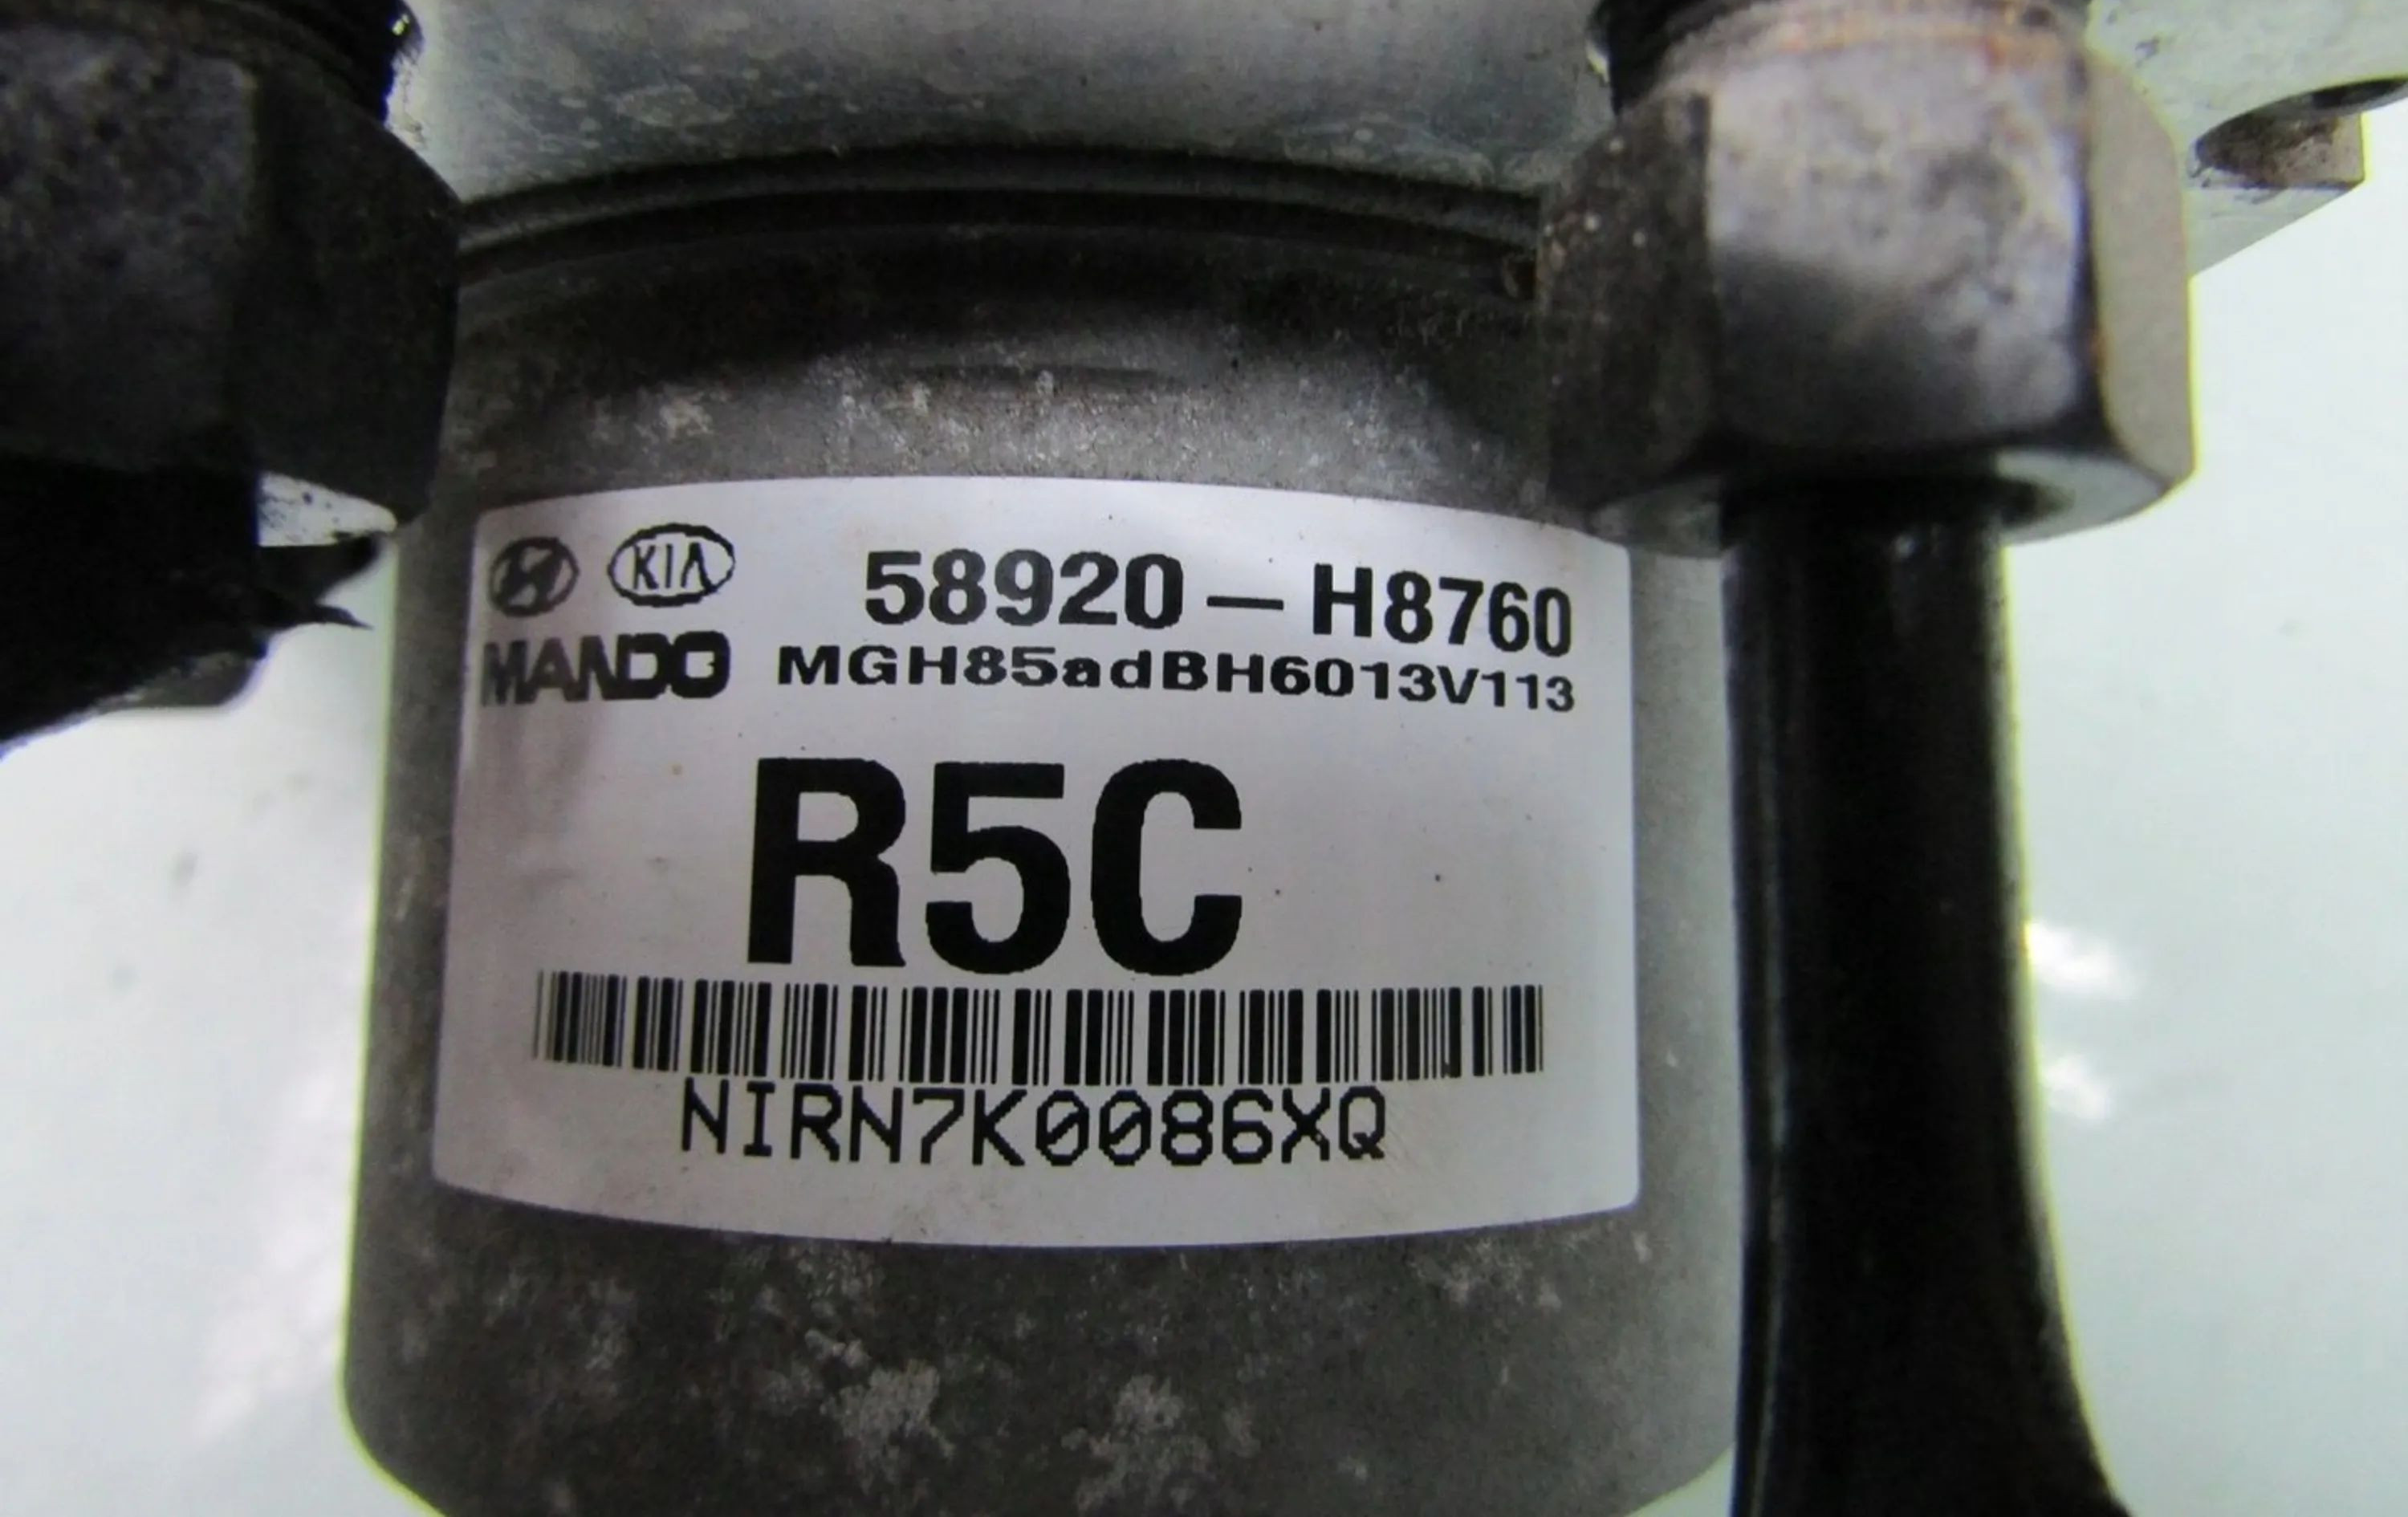 KIA 58920-H8760
MANDO MGH85adBH6013V113
R5C
NIRN7K0086XQ